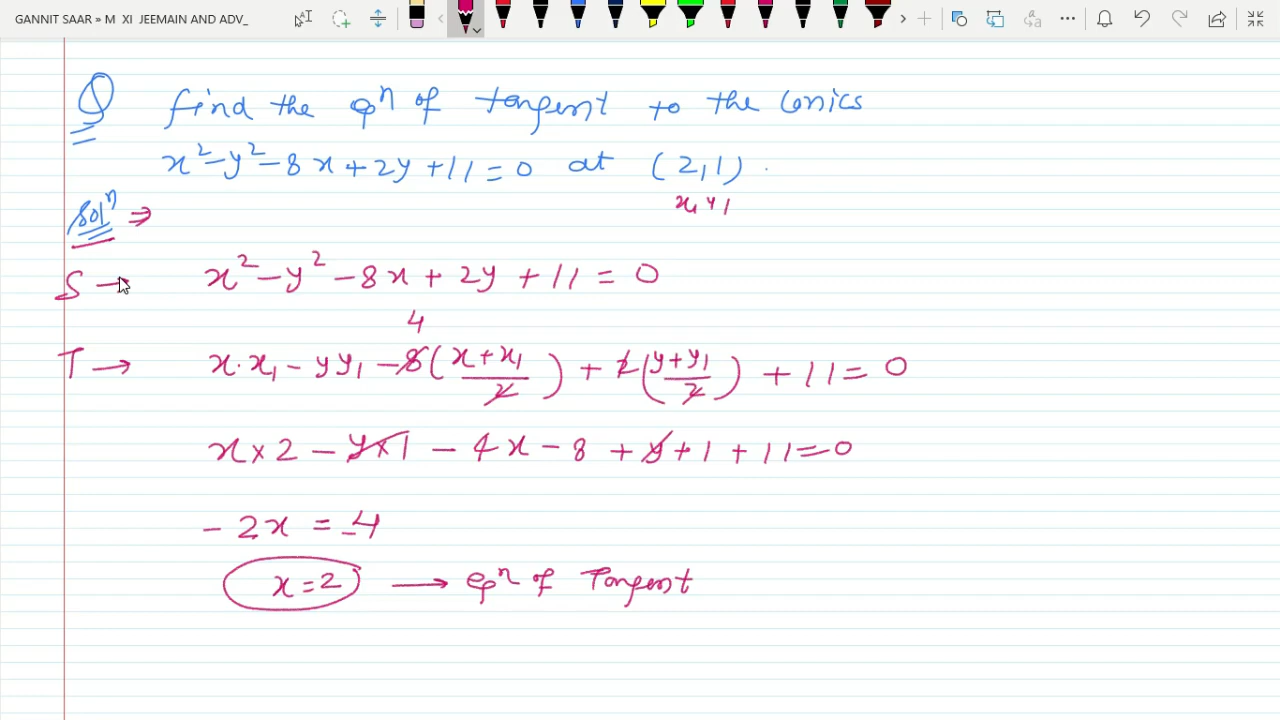 GANNIT SAAR » M XI JEEMAIN AND ADV_
Q find the eqⁿ of tangent to the conics
x² - y² - 8x + 2y + 11 = 0 at (2, 1).
x₁ y₁
Solⁿ ⇒
S → x² - y² - 8x + 2y + 11 = 0
4
T → x·x₁ - yy₁ - 8((x + x₁)/2) + 2((y + y₁)/2) + 11 = 0
x × 2 - y × 1 - 4x - 8 + y + 1 + 11 = 0
- 2x = -4
x = 2 → eqⁿ of Tangent